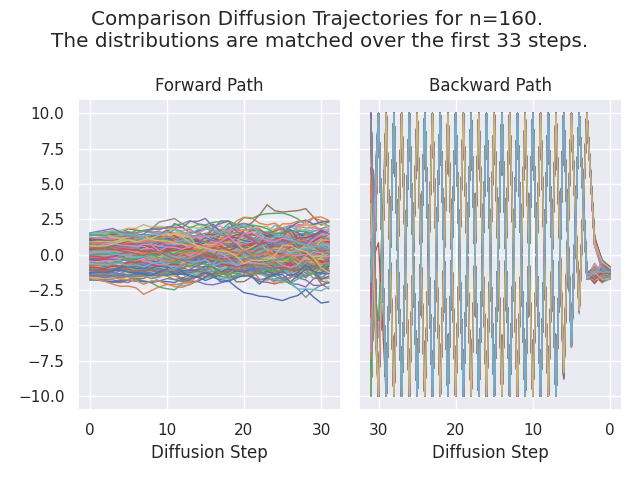 Comparison Diffusion Trajectories for n=160.
The distributions are matched over the first 33 steps.
Forward Path
Backward Path
10.0
7.5
5.0
2.5
0.0
−2.5
−5.0
−7.5
−10.0
0 10 20 30
30 20 10 0
Diffusion Step
Diffusion Step